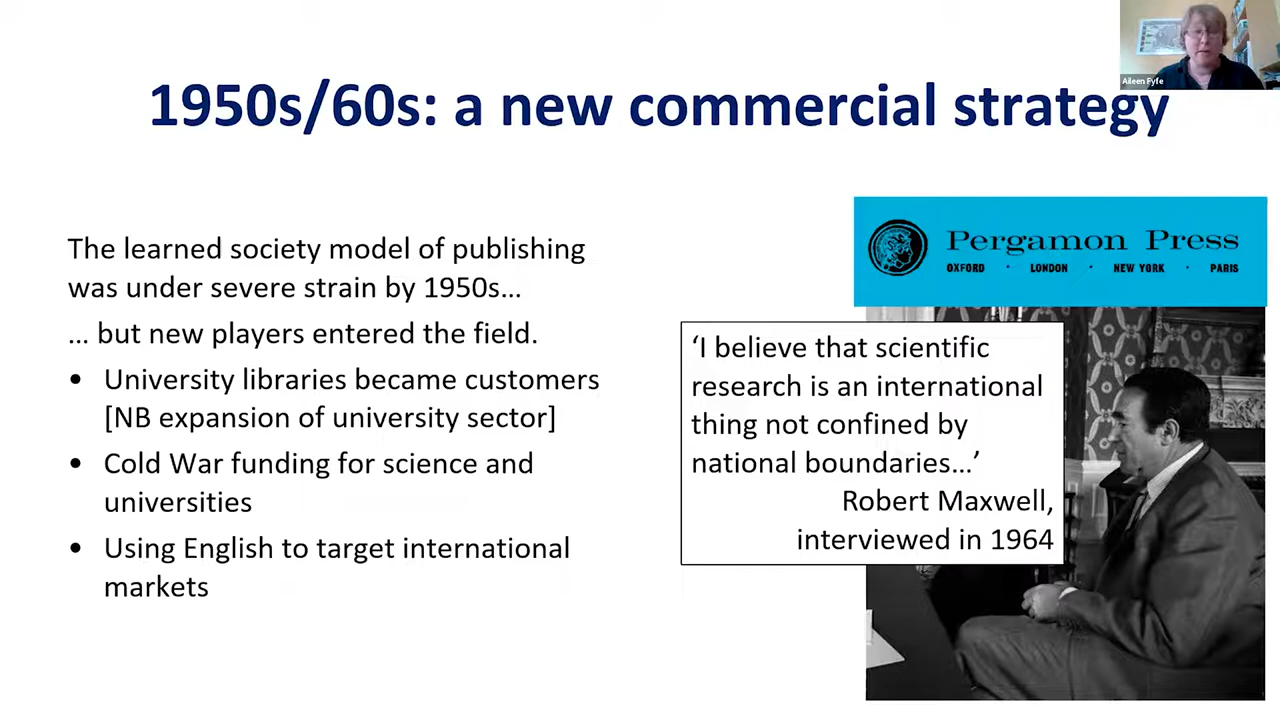 Aileen Fyfe
1950s/60s: a new commercial strategy
The learned society model of publishing
was under severe strain by 1950s…
… but new players entered the field.
• University libraries became customers
[NB expansion of university sector]
• Cold War funding for science and
universities
• Using English to target international
markets
Pergamon Press
OXFORD · LONDON · NEW YORK · PARIS
‘I believe that scientific
research is an international
thing not confined by
national boundaries…’
Robert Maxwell,
interviewed in 1964